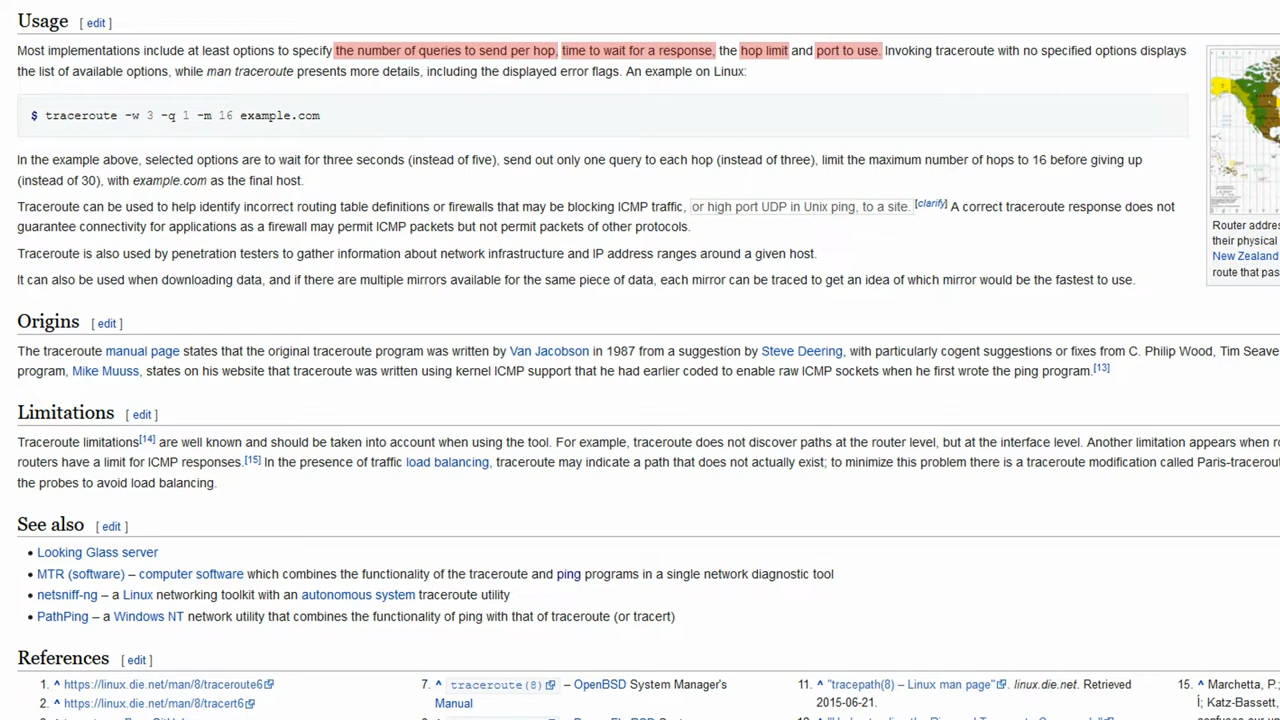 Usage [ edit ]
Most implementations include at least options to specify the number of queries to send per hop, time to wait for a response, the hop limit and port to use. Invoking traceroute with no specified options displays
the list of available options, while man traceroute presents more details, including the displayed error flags. An example on Linux:
$ traceroute -w 3 -q 1 -m 16 example.com
In the example above, selected options are to wait for three seconds (instead of five), send out only one query to each hop (instead of three), limit the maximum number of hops to 16 before giving up
(instead of 30), with example.com as the final host.
Traceroute can be used to help identify incorrect routing table definitions or firewalls that may be blocking ICMP traffic, or high port UDP in Unix ping, to a site. [clarify] A correct traceroute response does not
guarantee connectivity for applications as a firewall may permit ICMP packets but not permit packets of other protocols.
Traceroute is also used by penetration testers to gather information about network infrastructure and IP address ranges around a given host.
It can also be used when downloading data, and if there are multiple mirrors available for the same piece of data, each mirror can be traced to get an idea of which mirror would be the fastest to use.
Router addres
their physical
New Zealand
route that pas
Origins [ edit ]
The traceroute manual page states that the original traceroute program was written by Van Jacobson in 1987 from a suggestion by Steve Deering, with particularly cogent suggestions or fixes from C. Philip Wood, Tim Seave
program, Mike Muuss, states on his website that traceroute was written using kernel ICMP support that he had earlier coded to enable raw ICMP sockets when he first wrote the ping program.[13]
Limitations [ edit ]
Traceroute limitations[14] are well known and should be taken into account when using the tool. For example, traceroute does not discover paths at the router level, but at the interface level. Another limitation appears when r
routers have a limit for ICMP responses.[15] In the presence of traffic load balancing, traceroute may indicate a path that does not actually exist; to minimize this problem there is a traceroute modification called Paris-tracerou
the probes to avoid load balancing.
See also [ edit ]
• Looking Glass server
• MTR (software) – computer software which combines the functionality of the traceroute and ping programs in a single network diagnostic tool
• netsniff-ng – a Linux networking toolkit with an autonomous system traceroute utility
• PathPing – a Windows NT network utility that combines the functionality of ping with that of traceroute (or tracert)
References [ edit ]
1. ^ https://linux.die.net/man/8/traceroute6
2. ^ https://linux.die.net/man/8/tracert6
7. ^ traceroute(8) – OpenBSD System Manager's
Manual
11. ^ "tracepath(8) – Linux man page". linux.die.net. Retrieved
2015-06-21.
15. ^ Marchetta, P.;
Katz-Bassett,